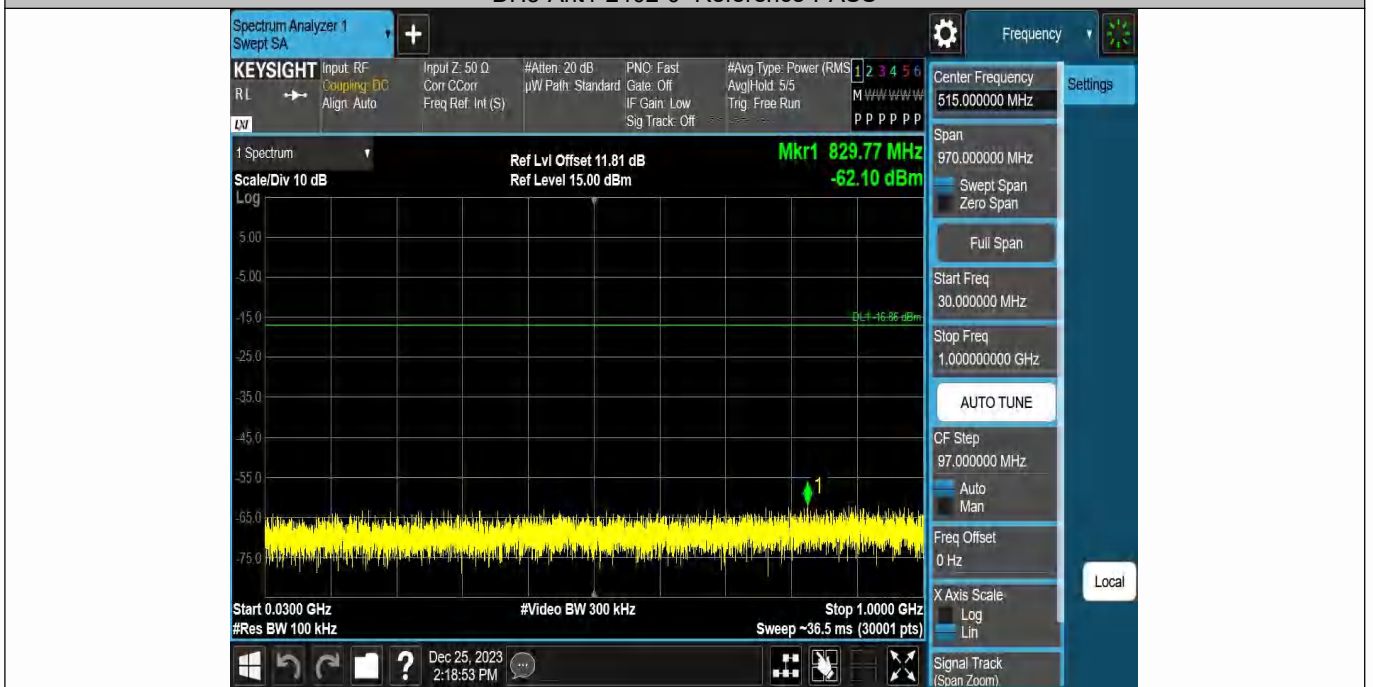 Spectrum Analyzer 1
Swept SA
Frequency
KEYSIGHT
RL
LXI
Input: RF
Coupling: DC
Align: Auto
Input Z: 50 Ω
Corr CCorr
Freq Ref: Int (S)
#Atten: 20 dB
µW Path: Standard
PNO: Fast
Gate: Off
IF Gain: Low
Sig Track: Off
#Avg Type: Power (RMS
Avg|Hold: 5/5
Trig: Free Run
1 2 3 4 5 6
M W W W W W
P P P P P P
1 Spectrum
Scale/Div 10 dB
Log
Ref Lvl Offset 11.81 dB
Ref Level 15.00 dBm
Mkr1 829.77 MHz
-62.10 dBm
5.00
-5.00
-15.0
DL1 -16.86 dBm
-25.0
-35.0
-45.0
-55.0
1
-65.0
-75.0
Start 0.0300 GHz
#Res BW 100 kHz
#Video BW 300 kHz
Stop 1.0000 GHz
Sweep ~36.5 ms (30001 pts)
Dec 25, 2023
2:18:53 PM
?
Center Frequency
515.000000 MHz
Settings
Span
970.000000 MHz
Swept Span
Zero Span
Full Span
Start Freq
30.000000 MHz
Stop Freq
1.000000000 GHz
AUTO TUNE
CF Step
97.000000 MHz
Auto
Man
Freq Offset
0 Hz
Local
X Axis Scale
Log
Lin
Signal Track
(Span Zoom)